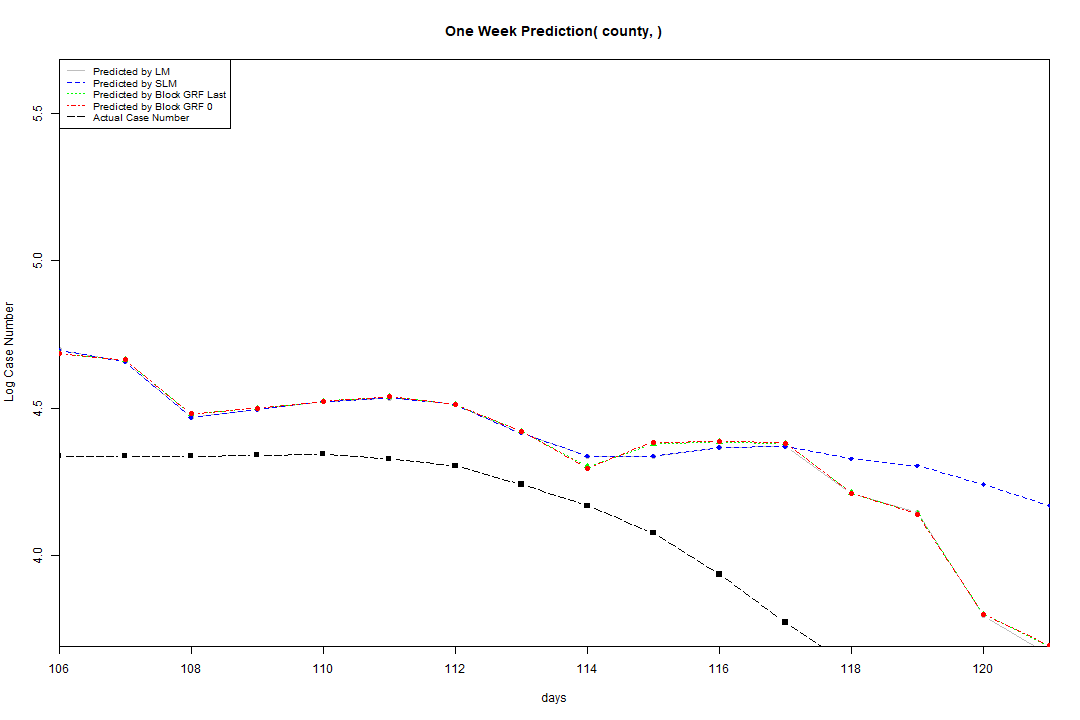 One Week Prediction( county, )
Predicted by LM
Predicted by SLM
Predicted by Block GRF Last
Predicted by Block GRF 0
Actual Case Number
5.5
5.0
4.5
4.0
Log Case Number
106
108
110
112
114
116
118
120
days